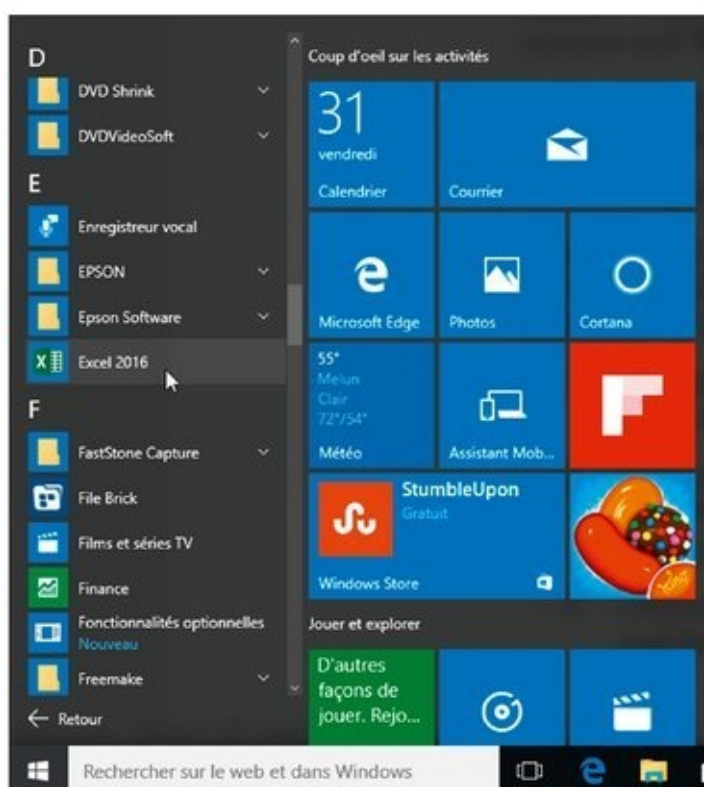 D
DVD Shrink
DVDVideoSoft
E
Enregistreur vocal
EPSON
Epson Software
Excel 2016
F
FastStone Capture
File Brick
Films et séries TV
Finance
Fonctionnalités optionnelles
Nouveau
Freemake
Retour
Rechercher sur le web et dans Windows
Coup d'oeil sur les activités
31
vendredi
Calendrier
Courrier
Microsoft Edge
Photos
Cortana
55°
Melun
Clair
72°/54°
Météo
Assistant Mob...
StumbleUpon
Gratuit
Windows Store
King
Jouer et explorer
D'autres
façons de
jouer. Rejo...